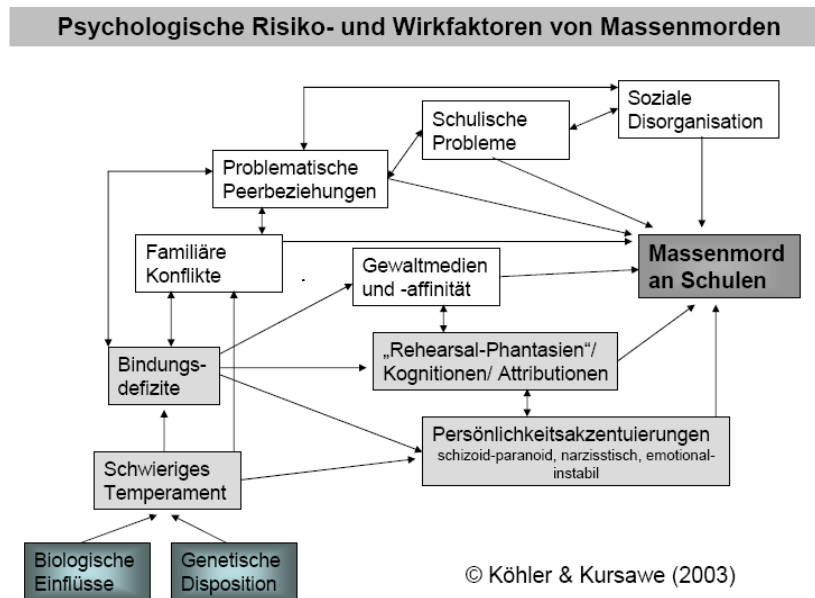 Psychologische Risiko- und Wirkfaktoren von Massenmorden
Soziale
Disorganisation
Schulische
Probleme
Problematische
Peerbeziehungen
Familiäre
Konflikte
Gewaltmedien
und -affinität
Massenmord
an Schulen
Bindungs-
defizite
„Rehearsal-Phantasien“/
Kognitionen/ Attributionen
Persönlichkeitsakzentuierungen
schizoid-paranoid, narzisstisch, emotional-
instabil
Schwieriges
Temperament
Biologische
Einflüsse
Genetische
Disposition
© Köhler & Kursawe (2003)